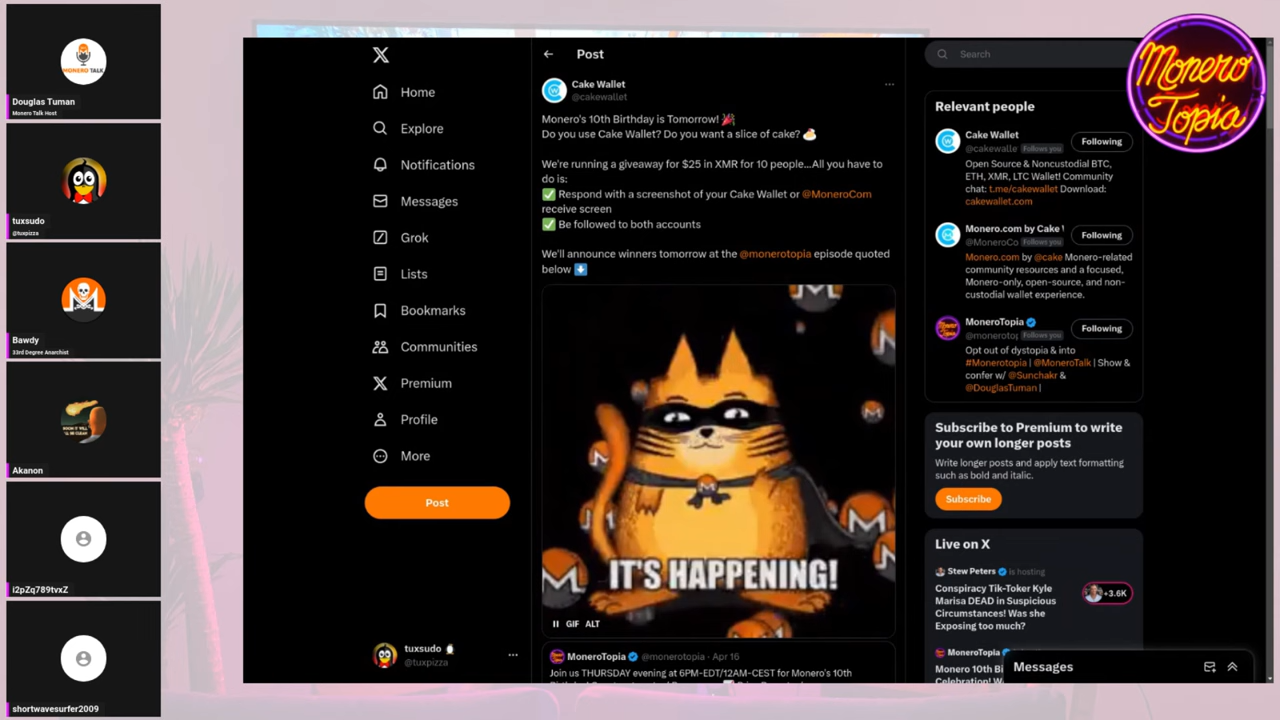 MONERO TALK
Douglas Tuman
Monero Talk Host
tuxsudo
@tuxpizza
Bawdy
33rd Degree Anarchist
Akanon
i2pZq789tvxZ
shortwavesurfer2009
Home
Explore
Notifications
Messages
Grok
Lists
Bookmarks
Communities
Premium
Profile
More
Post
tuxsudo
@tuxpizza
Post
Cake Wallet
@cakewallet
Monero's 10th Birthday is Tomorrow! 🎉
Do you use Cake Wallet? Do you want a slice of cake? 🍰
We're running a giveaway for $25 in XMR for 10 people...All you have to
do is:
✅ Respond with a screenshot of your Cake Wallet or @MoneroCom
receive screen
✅ Be followed to both accounts
We'll announce winners tomorrow at the @monerotopia episode quoted
below ⬇️
IT'S HAPPENING!
GIF ALT
MoneroTopia @monerotopia · Apr 16
Join us THURSDAY evening at 6PM-EDT/12AM-CEST for Monero's 10th
Search
Monero
Topia
Relevant people
Cake Wallet
@cakewalle Follows you
Following
Open Source & Noncustodial BTC,
ETH, XMR, LTC Wallet! Community
chat: t.me/cakewallet Download:
cakewallet.com
Monero.com by Cake
@MoneroCo Follows you
Following
Monero.com by @cake Monero-related
community resources and a focused,
Monero-only, open-source, and non-
custodial wallet experience.
MoneroTopia
@moneroto Follows you
Following
Opt out of dystopia & into
#Monerotopia | @MoneroTalk | Show &
confer w/ @Sunchakr &
@DouglasTuman |
Subscribe to Premium to write
your own longer posts
Write longer posts and apply text formatting
such as bold and italic.
Subscribe
Live on X
Stew Peters is hosting
Conspiracy Tik-Toker Kyle
Marisa DEAD in Suspicious
Circumstances! Was she
Exposing too much?
+3.6K
MoneroTopia
Monero 10th Bi
Celebration! W
Messages